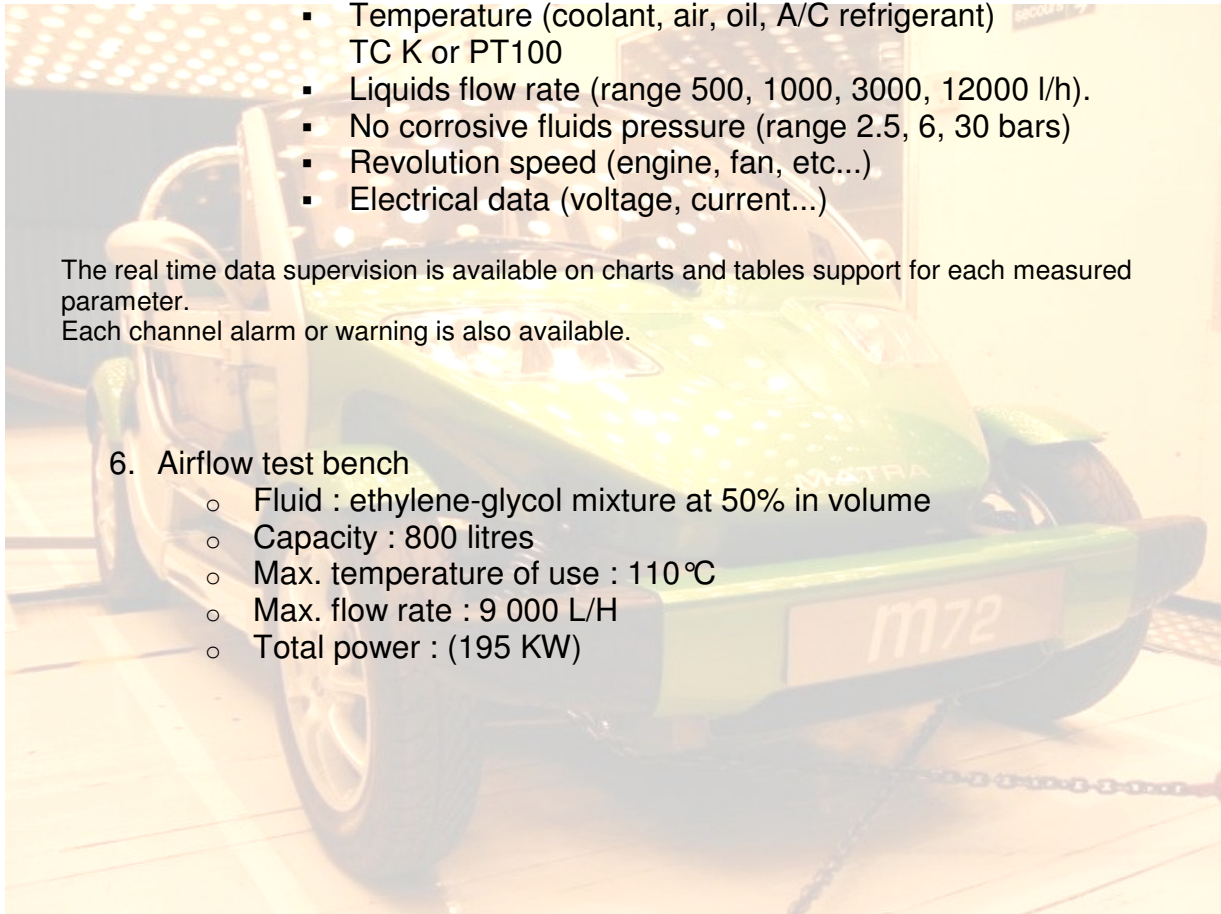 secours
▪ Temperature (coolant, air, oil, A/C refrigerant)
TC K or PT100
▪ Liquids flow rate (range 500, 1000, 3000, 12000 l/h).
▪ No corrosive fluids pressure (range 2.5, 6, 30 bars)
▪ Revolution speed (engine, fan, etc...)
▪ Electrical data (voltage, current...)
The real time data supervision is available on charts and tables support for each measured
parameter.
Each channel alarm or warning is also available.
6. Airflow test bench
o Fluid : ethylene-glycol mixture at 50% in volume
MATRA
o Capacity : 800 litres
o Max. temperature of use : 110°C
o Max. flow rate : 9 000 L/H
m72
o Total power : (195 KW)